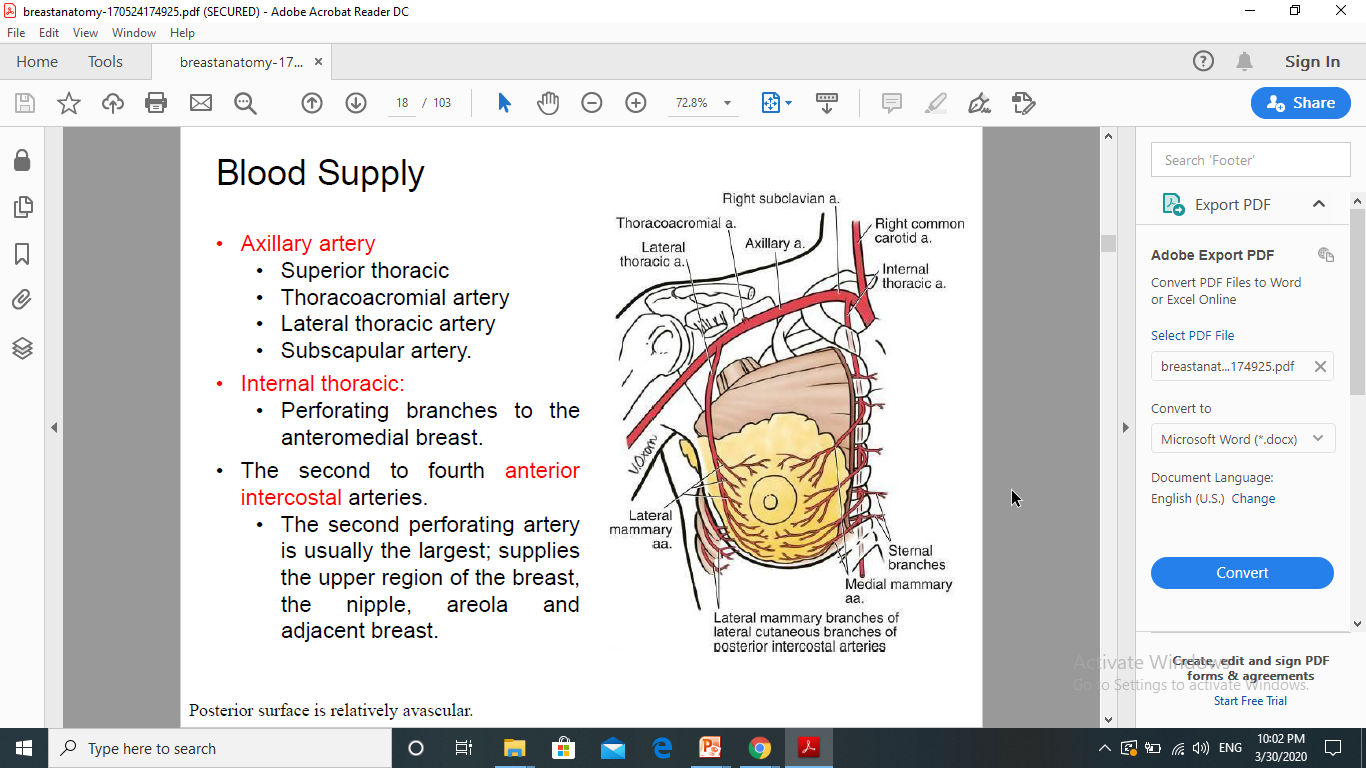 breastanatomy-170524174925.pdf (SECURED) - Adobe Acrobat Reader DC
File Edit View Window Help
Home Tools breastanatomy-17... × Sign In
18 / 103 72.8% Share
Blood Supply
• Axillary artery
• Superior thoracic
• Thoracoacromial artery
• Lateral thoracic artery
• Subscapular artery.
• Internal thoracic:
• Perforating branches to the
anteromedial breast.
• The second to fourth anterior
intercostal arteries.
• The second perforating artery
is usually the largest; supplies
the upper region of the breast,
the nipple, areola and
adjacent breast.
Posterior surface is relatively avascular.
Right subclavian a.
Thoracoacromial a.
Right common
carotid a.
Lateral
thoracic a.
Axillary a.
Internal
thoracic a.
V.Oxorn
Lateral
mammary
aa.
Sternal
branches
Medial mammary
aa.
Lateral mammary branches of
lateral cutaneous branches of
posterior intercostal arteries
Search 'Footer'
Export PDF
Adobe Export PDF
Convert PDF Files to Word
or Excel Online
Select PDF File
breastanat...174925.pdf
Convert to
Microsoft Word (*.docx)
Document Language:
English (U.S.) Change
Convert
Activate Windows
Go to Settings to activate Windows.
Create, edit and sign PDF
forms & agreements
Start Free Trial
Type here to search
ENG
10:02 PM
3/30/2020